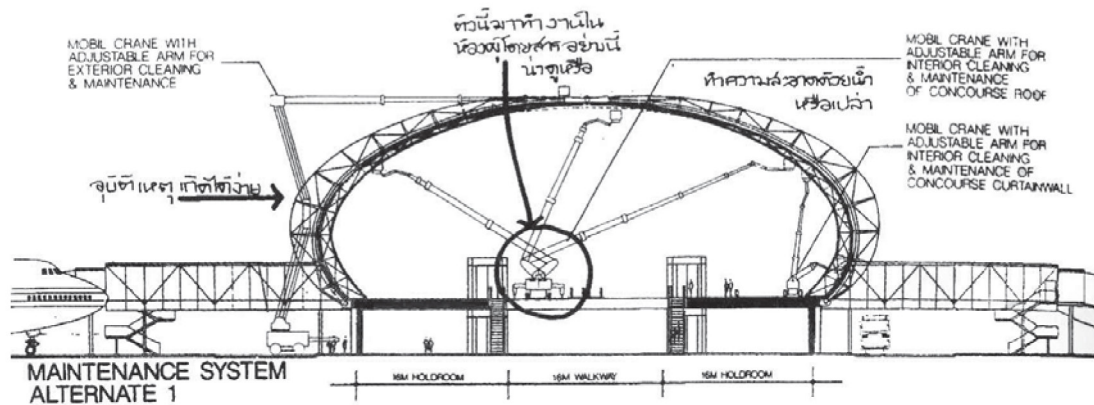 MOBIL CRANE WITH
ADJUSTABLE ARM FOR
EXTERIOR CLEANING
& MAINTENANCE
ตัวนี้มาทำงานใน
ห้องผู้โดยสารอย่างนี้
น่าดูหรือ
MOBIL CRANE WITH
ADJUSTABLE ARM FOR
INTERIOR CLEANING
& MAINTENANCE
OF CONCOURSE ROOF
ทำความสะอาดด้วยน้ำ
หรือเปล่า
MOBIL CRANE WITH
ADJUSTABLE ARM FOR
INTERIOR CLEANING
& MAINTENANCE OF
CONCOURSE CURTAINWALL
อุบัติเหตุเกิดได้ง่าย
16M HOLDROOM
16M WALKWAY
16M HOLDROOM
MAINTENANCE SYSTEM
ALTERNATE 1